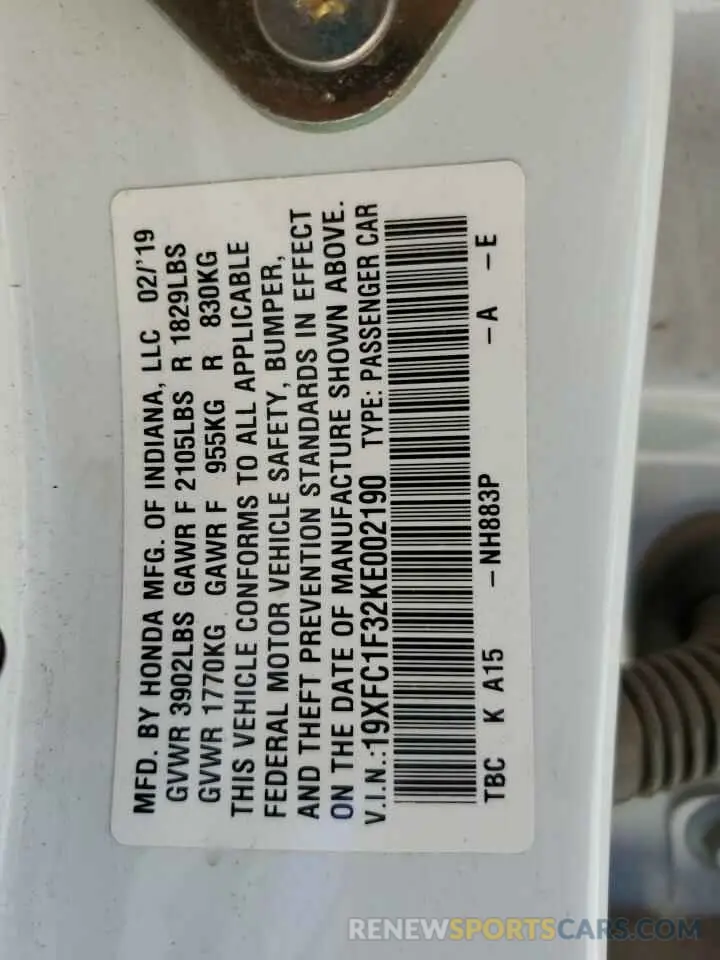 MFD. BY HONDA MFG. OF INDIANA, LLC 02/'19
GVWR 3902LBS GAWR F 2105LBS R 1829LBS
GVWR 1770KG GAWR F 955KG R 830KG
THIS VEHICLE CONFORMS TO ALL APPLICABLE
FEDERAL MOTOR VEHICLE SAFETY, BUMPER,
AND THEFT PREVENTION STANDARDS IN EFFECT
ON THE DATE OF MANUFACTURE SHOWN ABOVE.
V.I.N.:19XFC1F32KE002190 TYPE: PASSENGER CAR
TBC K A15 -NH883P -A -E
RENEWSPORTSCARS.COM